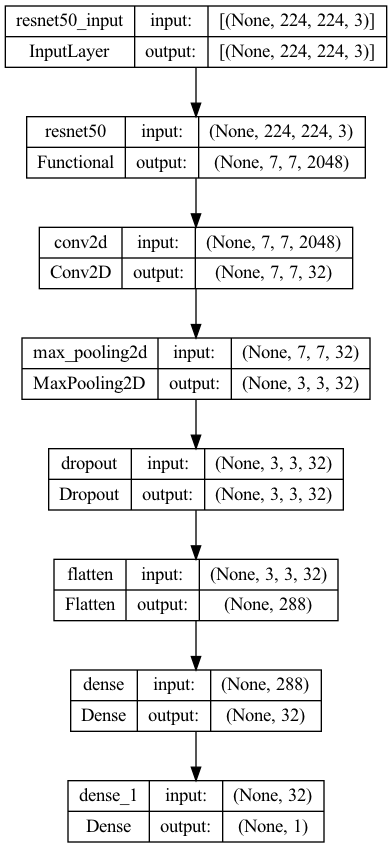 resnet50_input input: [(None, 224, 224, 3)]
InputLayer output: [(None, 224, 224, 3)]
resnet50 input: (None, 224, 224, 3)
Functional output: (None, 7, 7, 2048)
conv2d input: (None, 7, 7, 2048)
Conv2D output: (None, 7, 7, 32)
max_pooling2d input: (None, 7, 7, 32)
MaxPooling2D output: (None, 3, 3, 32)
dropout input: (None, 3, 3, 32)
Dropout output: (None, 3, 3, 32)
flatten input: (None, 3, 3, 32)
Flatten output: (None, 288)
dense input: (None, 288)
Dense output: (None, 32)
dense_1 input: (None, 32)
Dense output: (None, 1)